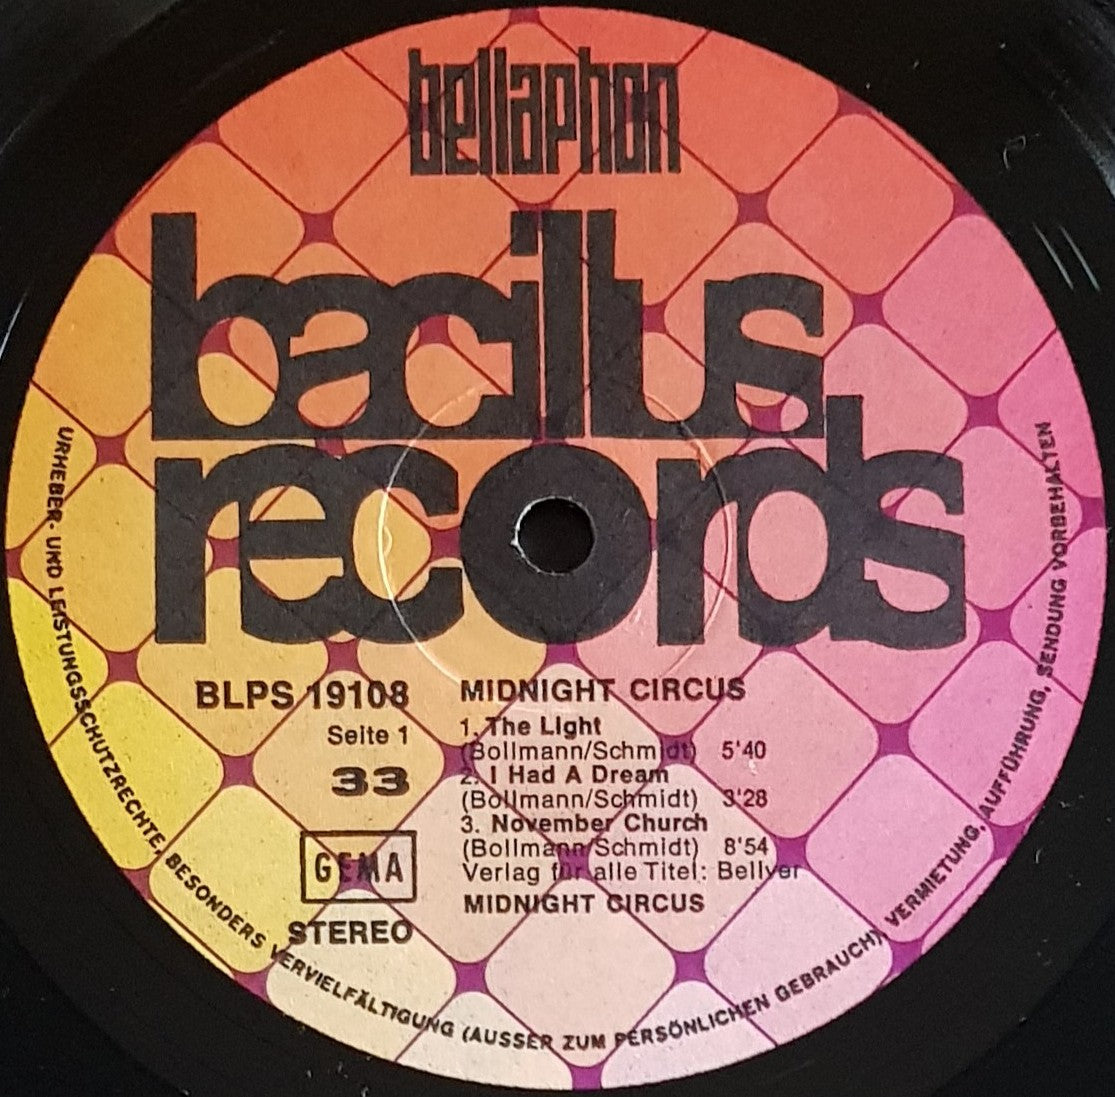 bellaphon
bacillus
records
BLPS 19108
Seite 1
33
GEMA
STEREO
MIDNIGHT CIRCUS
1. The Light
(Bollmann/Schmidt) 5'40
2. I Had A Dream
(Bollmann/Schmidt) 3'28
3. November Church
(Bollmann/Schmidt) 8'54
Verlag für alle Titel: Bellver
MIDNIGHT CIRCUS
URHEBER- UND LEISTUNGSSCHUTZRECHTE, BESONDERS VERVIELFÄLTIGUNG (AUSSER ZUM PERSÖNLICHEN GEBRAUCH), VERMIETUNG, AUFFÜHRUNG, SENDUNG VORBEHALTEN